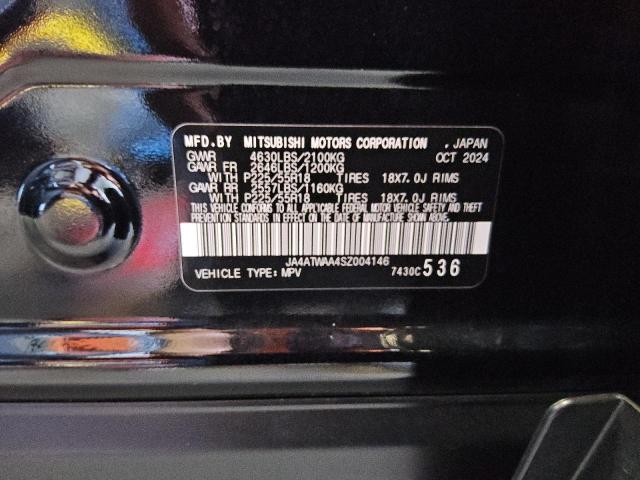 MFD.BY MITSUBISHI MOTORS CORPORATION , JAPAN
GVWR 4630LBS/2100KG OCT 2024
GAWR FR 2646LBS/1200KG
WITH P225/55R18 TIRES 18X7.0J RIMS
GAWR RR 2557LBS/1160KG
WITH P225/55R18 TIRES 18X7.0J RIMS
THIS VEHICLE CONFORMS TO ALL APPLICABLE FEDERAL MOTOR VEHICLE SAFETY AND THEFT
PREVENTION STANDARDS IN EFFECT ON THE DATE OF MANUFACTURE SHOWN ABOVE.
JA4ATWAA4SZ004146
VEHICLE TYPE: MPV 7430C 536